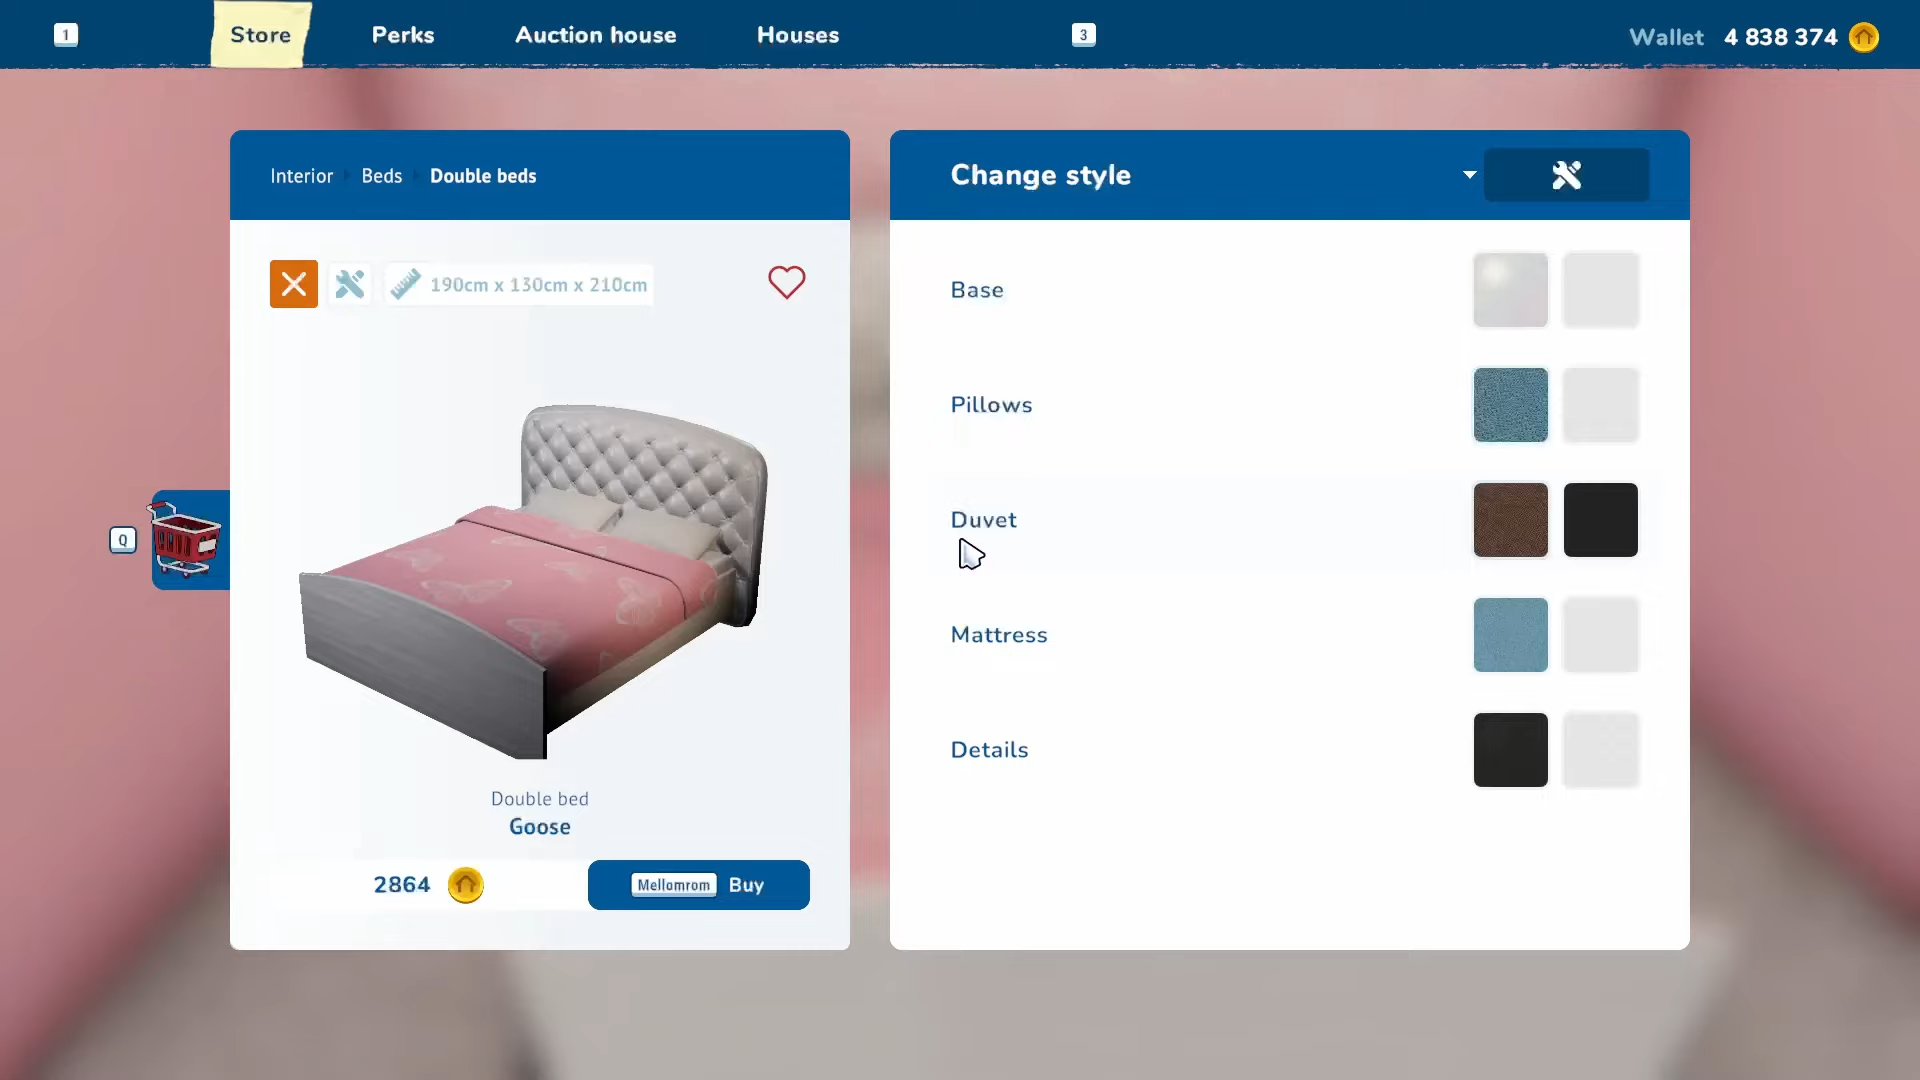 1
Store
Perks
Auction house
Houses
3
Wallet 4 838 374
Interior Beds Double beds
Change style
190cm x 130cm x 210cm
Base
Pillows
Duvet
Q
Mattress
Details
Double bed
Goose
2864
Mellomrom Buy